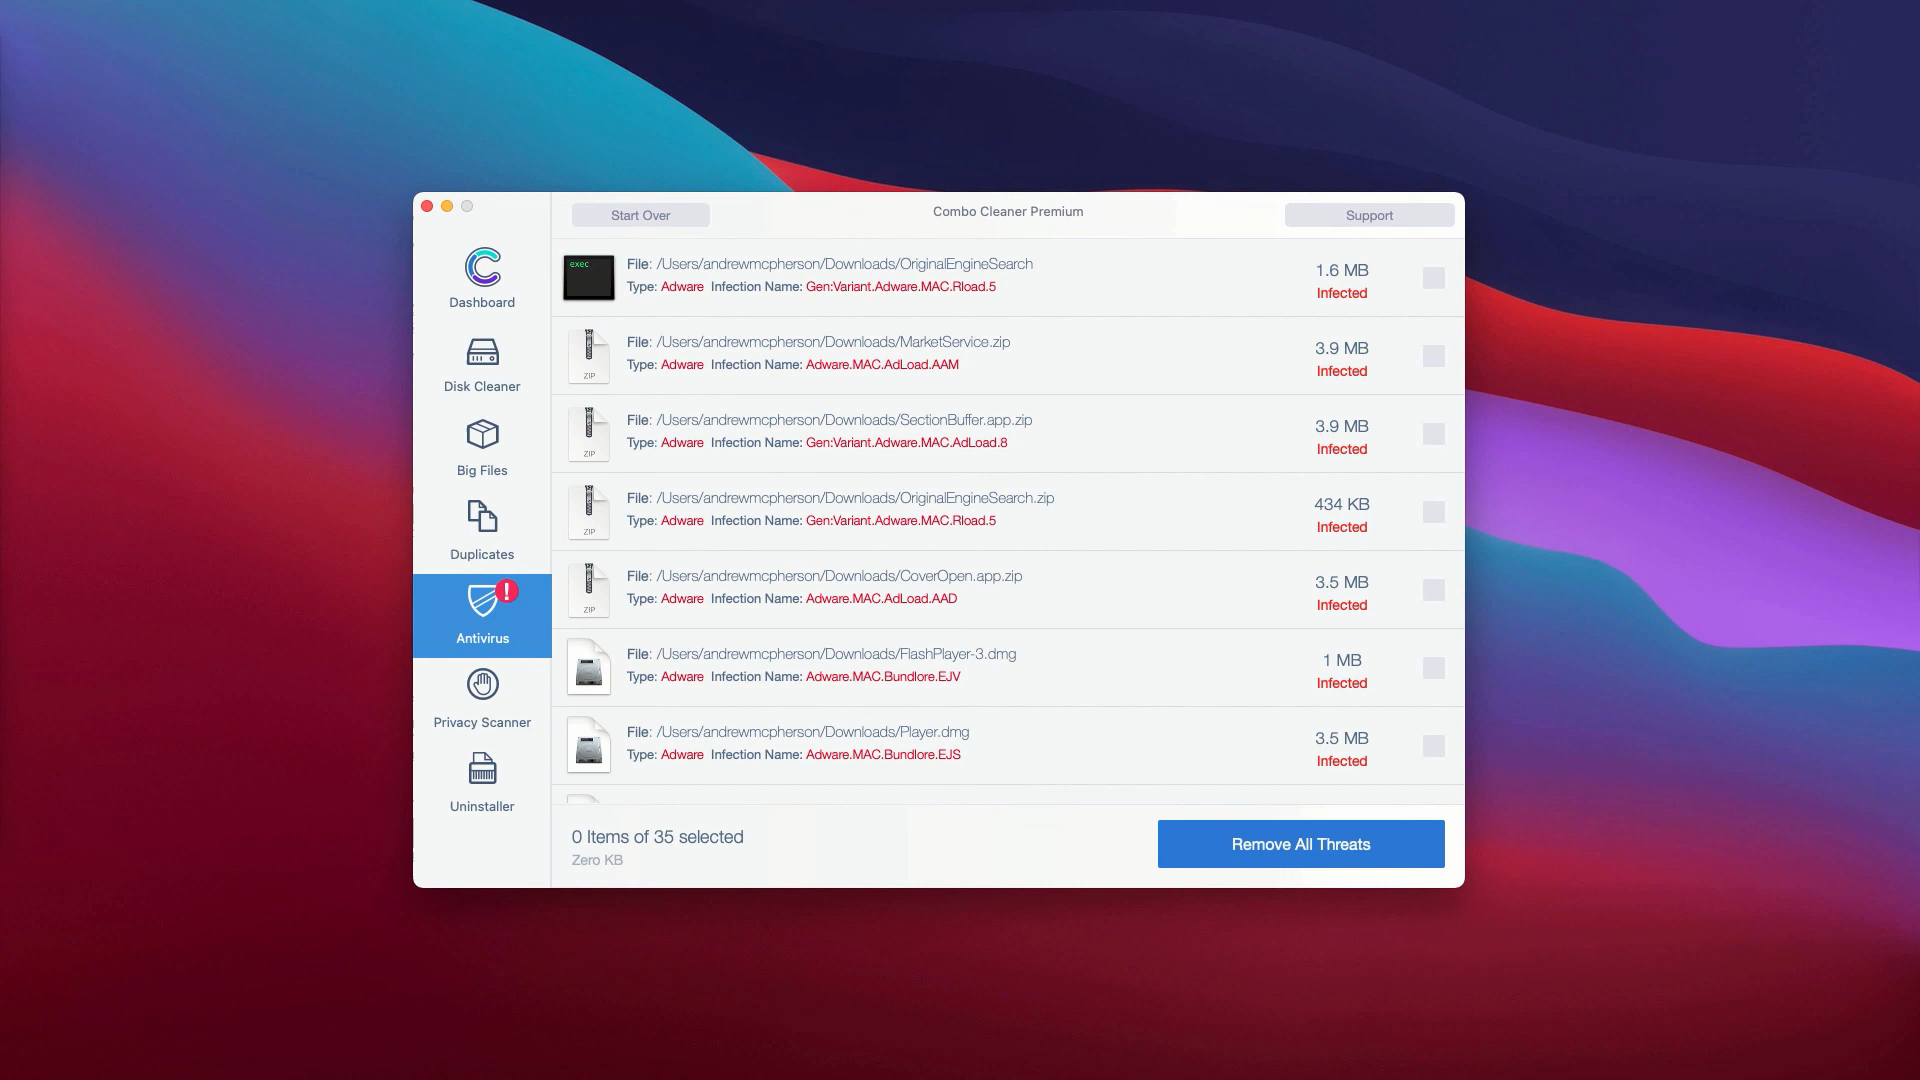 Start Over
Combo Cleaner Premium
Support
Dashboard
Disk Cleaner
Big Files
Duplicates
!
Antivirus
Privacy Scanner
Uninstaller
exec
File: /Users/andrewmcpherson/Downloads/OriginalEngineSearch
Type: Adware Infection Name: Gen:Variant.Adware.MAC.Rload.5
1.6 MB
Infected
ZIP
File: /Users/andrewmcpherson/Downloads/MarketService.zip
Type: Adware Infection Name: Adware.MAC.AdLoad.AAM
3.9 MB
Infected
ZIP
File: /Users/andrewmcpherson/Downloads/SectionBuffer.app.zip
Type: Adware Infection Name: Gen:Variant.Adware.MAC.AdLoad.8
3.9 MB
Infected
ZIP
File: /Users/andrewmcpherson/Downloads/OriginalEngineSearch.zip
Type: Adware Infection Name: Gen:Variant.Adware.MAC.Rload.5
434 KB
Infected
ZIP
File: /Users/andrewmcpherson/Downloads/CoverOpen.app.zip
Type: Adware Infection Name: Adware.MAC.AdLoad.AAD
3.5 MB
Infected
File: /Users/andrewmcpherson/Downloads/FlashPlayer-3.dmg
Type: Adware Infection Name: Adware.MAC.Bundlore.EJV
1 MB
Infected
File: /Users/andrewmcpherson/Downloads/Player.dmg
Type: Adware Infection Name: Adware.MAC.Bundlore.EJS
3.5 MB
Infected
0 Items of 35 selected
Zero KB
Remove All Threats